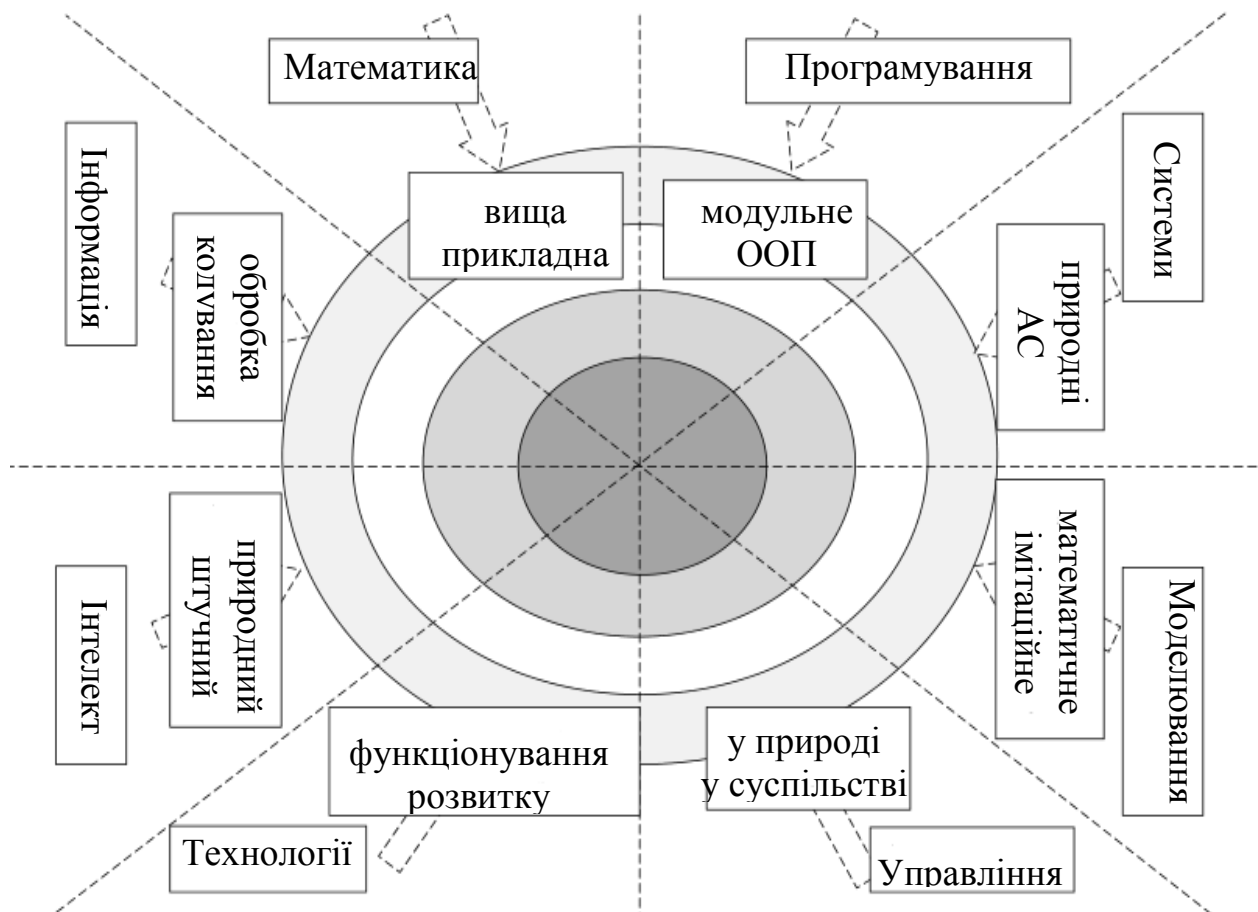 Математика
Програмування
вища
прикладна
модульне
ООП
Системи
природні
АС
математичне
імітаційне
Моделювання
у природі
у суспільстві
Управління
функціонування
розвитку
Технології
природний
штучний
Інтелект
обробка
кодування
Інформація